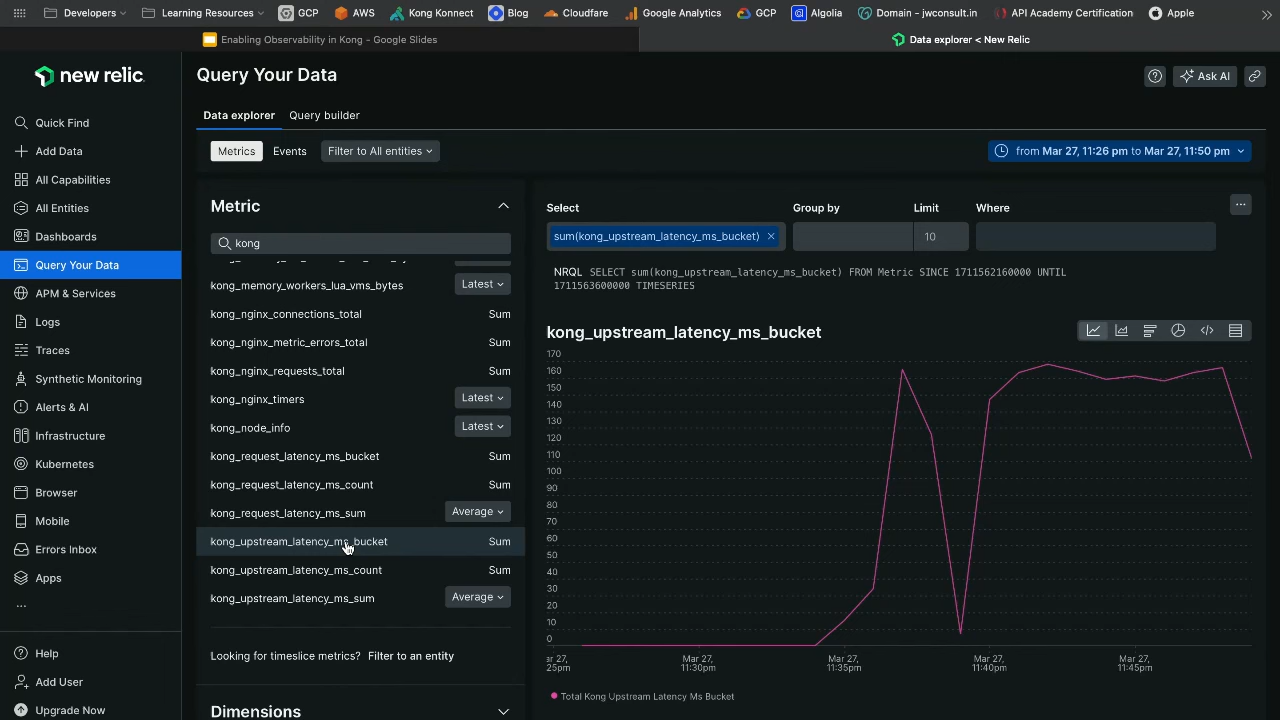 Developers
Learning Resources
GCP
AWS
Kong Konnect
Blog
Cloudfare
Google Analytics
GCP
Algolia
Domain - jwconsult.in
API Academy Certification
Apple
Enabling Observability in Kong - Google Slides
Data explorer < New Relic
new relic
Quick Find
Add Data
All Capabilities
All Entities
Dashboards
Query Your Data
APM & Services
Logs
Traces
Synthetic Monitoring
Alerts & AI
Infrastructure
Kubernetes
Browser
Mobile
Errors Inbox
Apps
...
Help
Add User
Upgrade Now
Query Your Data
Ask AI
Data explorer
Query builder
Metrics
Events
Filter to All entities
from Mar 27, 11:26 pm to Mar 27, 11:50 pm
Metric
kong
kong_memory_workers_lua_vms_bytes Latest
kong_nginx_connections_total Sum
kong_nginx_metric_errors_total Sum
kong_nginx_requests_total Sum
kong_nginx_timers Latest
kong_node_info Latest
kong_request_latency_ms_bucket Sum
kong_request_latency_ms_count Sum
kong_request_latency_ms_sum Average
kong_upstream_latency_ms_bucket Sum
kong_upstream_latency_ms_count Sum
kong_upstream_latency_ms_sum Average
Looking for timeslice metrics? Filter to an entity
Dimensions
Select
Group by
Limit
Where
sum(kong_upstream_latency_ms_bucket) ×
10
NRQL SELECT sum(kong_upstream_latency_ms_bucket) FROM Metric SINCE 1711562160000 UNTIL
1711563600000 TIMESERIES
kong_upstream_latency_ms_bucket
170
160
150
140
130
120
110
100
90
80
70
60
50
40
30
20
10
0
ar 27,
25pm
Mar 27,
11:30pm
Mar 27,
11:35pm
Mar 27,
11:40pm
Mar 27,
11:45pm
Total Kong Upstream Latency Ms Bucket